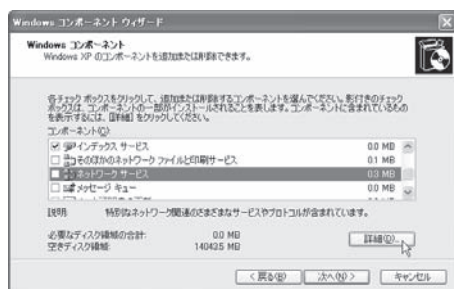 Windows コンポーネント ウィザード
Windows コンポーネント
Windows XP のコンポーネントを追加または削除できます。
各チェック ボックスをクリックして、追加または削除するコンポーネントを選んでください。影付きのチェック
ボックスは、コンポーネントの一部がインストールされることを表します。コンポーネントに含まれているもの
を表示するには、[詳細] をクリックしてください。
コンポーネント(C):
インデックス サービス 0.0 MB
そのほかのネットワーク ファイルと印刷サービス 0.1 MB
ネットワーク サービス 0.3 MB
メッセージ キュー 0.0 MB
説明: 特別なネットワーク関連のさまざまなサービスやプロトコルが含まれています。
必要なディスク領域の合計: 0.0 MB
空きディスク領域: 14042.5 MB
詳細(D)...
< 戻る(B)
次へ(N) >
キャンセル